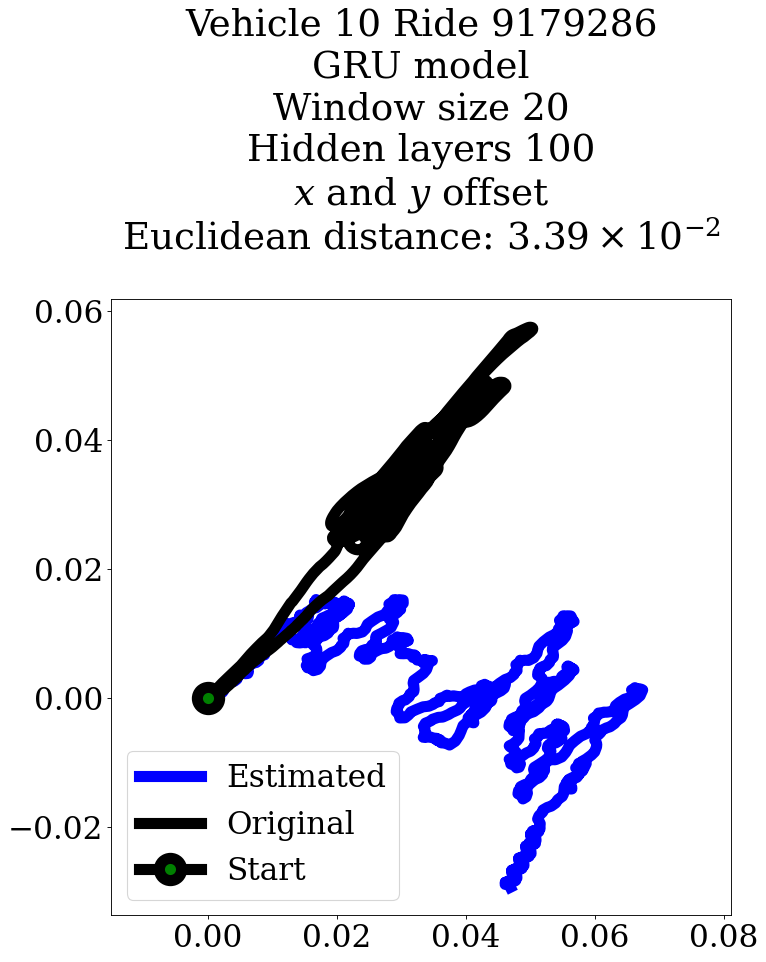 Vehicle 10 Ride 9179286
GRU model
Window size 20
Hidden layers 100
x and y offset
Euclidean distance: 3.39 × 10⁻²
0.06
0.04
0.02
0.00
−0.02
Estimated
Original
Start
0.00 0.02 0.04 0.06 0.08